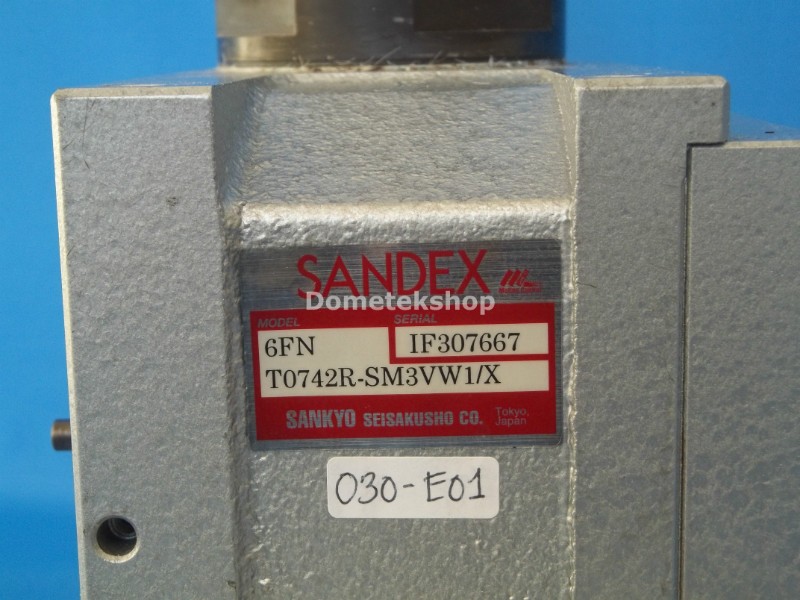 SANDEX
Dometekshop
MODEL SERIAL
6FN IF307667
T0742R-SM3VW1/X
SANKYO SEISAKUSHO CO. Tokyo, Japan
030-E01